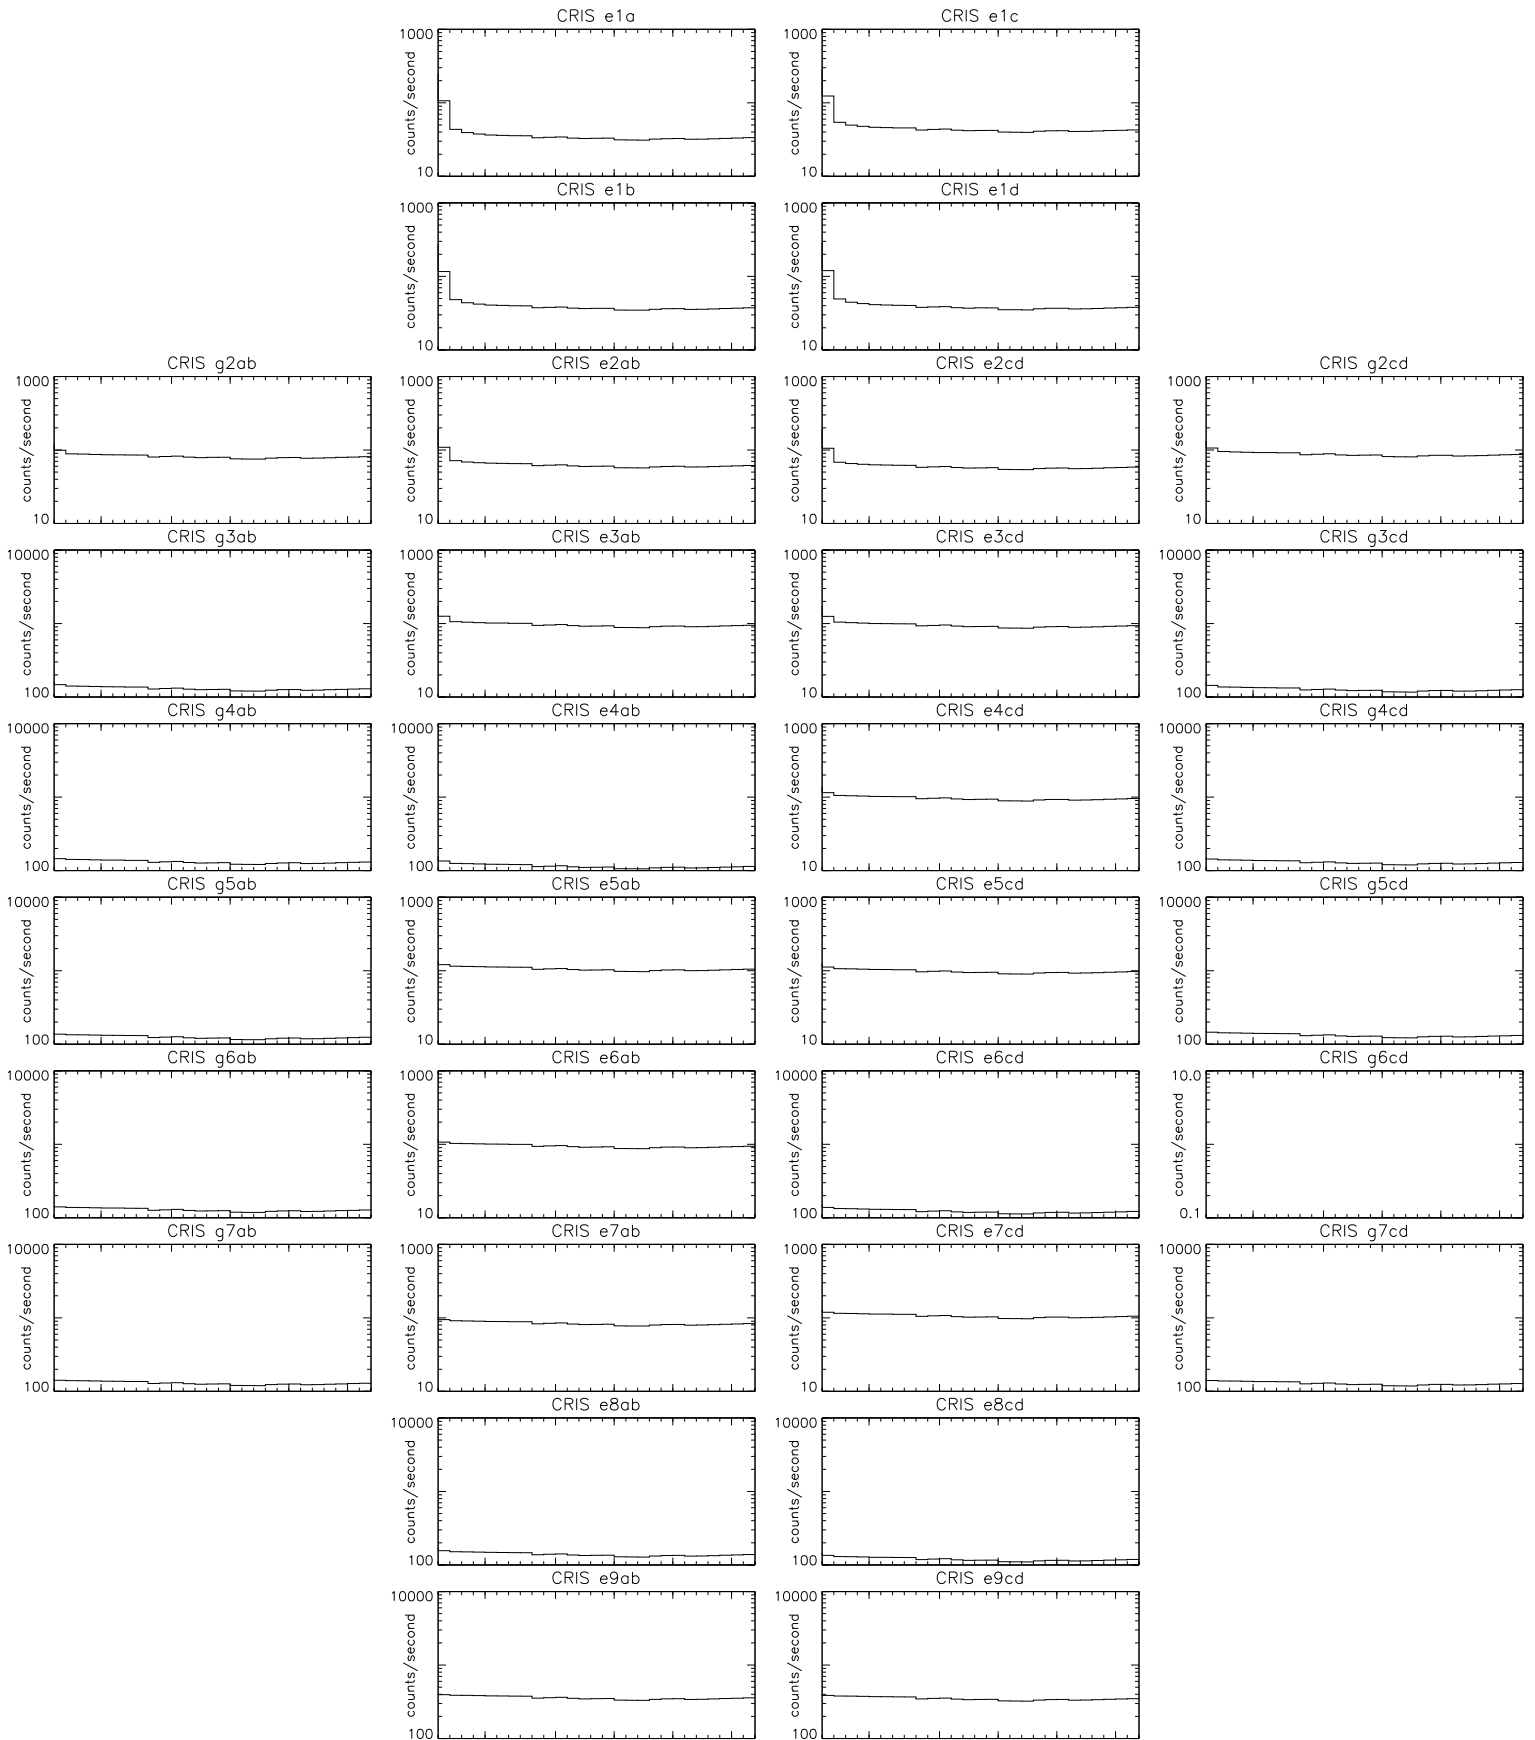 CRIS e1a
CRIS e1c
1000
counts/second
10
1000
counts/second
10
CRIS e1b
CRIS e1d
1000
counts/second
10
1000
counts/second
10
CRIS g2ab
CRIS e2ab
CRIS e2cd
CRIS g2cd
1000
counts/second
10
1000
counts/second
10
1000
counts/second
10
1000
counts/second
10
CRIS g3ab
CRIS e3ab
CRIS e3cd
CRIS g3cd
10000
counts/second
100
1000
counts/second
10
1000
counts/second
10
10000
counts/second
100
CRIS g4ab
CRIS e4ab
CRIS e4cd
CRIS g4cd
10000
counts/second
100
10000
counts/second
100
1000
counts/second
10
10000
counts/second
100
CRIS g5ab
CRIS e5ab
CRIS e5cd
CRIS g5cd
10000
counts/second
100
1000
counts/second
10
1000
counts/second
10
10000
counts/second
100
CRIS g6ab
CRIS e6ab
CRIS e6cd
CRIS g6cd
10000
counts/second
100
1000
counts/second
10
10000
counts/second
100
10.0
counts/second
0.1
CRIS g7ab
CRIS e7ab
CRIS e7cd
CRIS g7cd
10000
counts/second
100
1000
counts/second
10
1000
counts/second
10
10000
counts/second
100
CRIS e8ab
CRIS e8cd
10000
counts/second
100
10000
counts/second
100
CRIS e9ab
CRIS e9cd
10000
counts/second
100
10000
counts/second
100